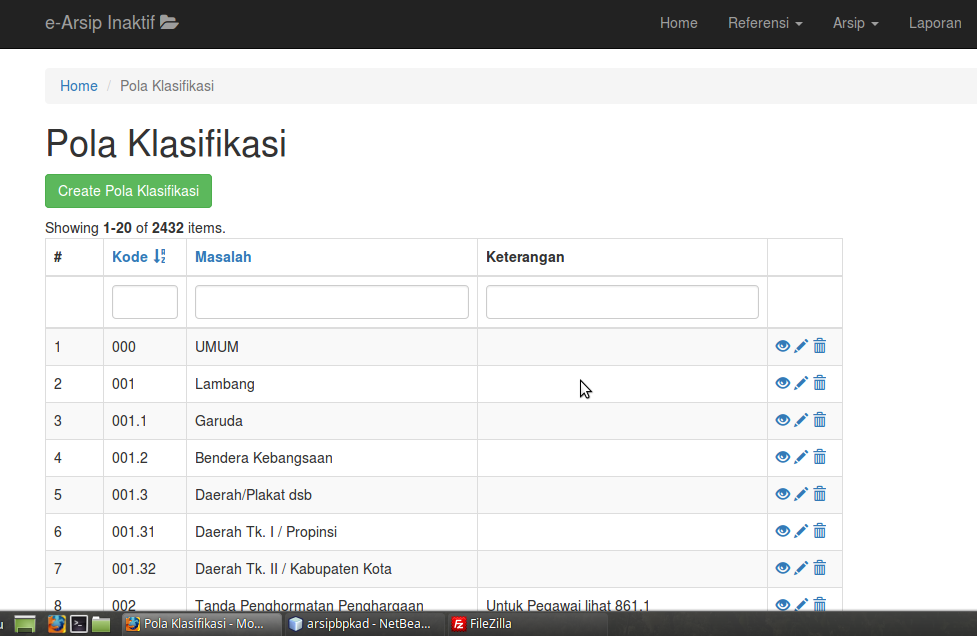 e-Arsip Inaktif Home Referensi Arsip Laporan
Home / Pola Klasifikasi
Pola Klasifikasi
Create Pola Klasifikasi
Showing 1-20 of 2432 items.
# Kode Masalah Keterangan
1 000 UMUM
2 001 Lambang
3 001.1 Garuda
4 001.2 Bendera Kebangsaan
5 001.3 Daerah/Plakat dsb
6 001.31 Daerah Tk. I / Propinsi
7 001.32 Daerah Tk. II / Kabupaten Kota
8 002 Tanda Penghormatan Penghargaan Untuk Pegawai lihat 861.1
Pola Klasifikasi - Mo... arsipbpkad - NetBea... FileZilla